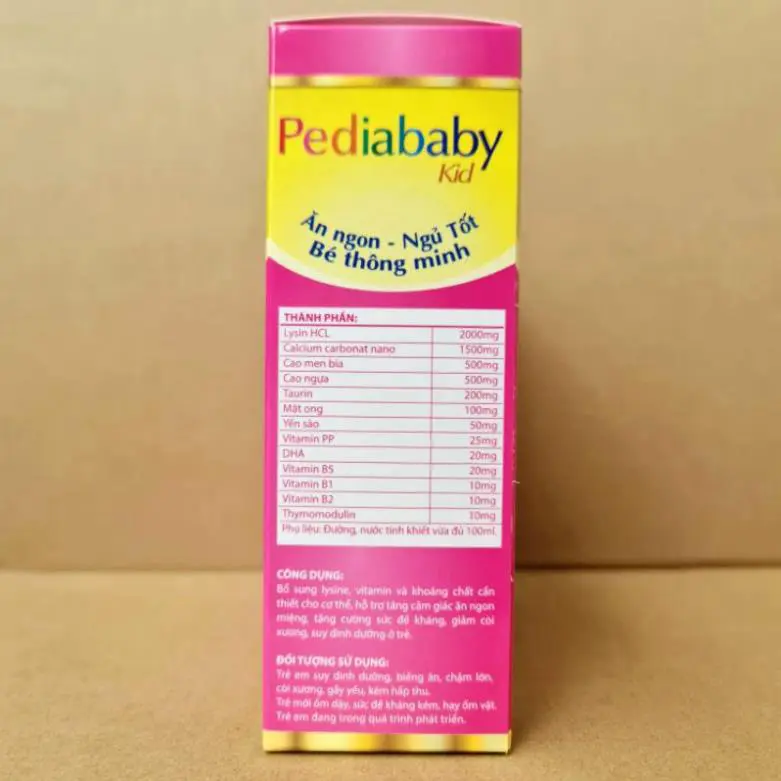 Pediababy
Kid
Ăn ngon - Ngủ Tốt
Bé thông minh
THÀNH PHẦN:
Lysin HCL 2000mg
Calcium carbonat nano 1500mg
Cao men bia 500mg
Cao ngựa 500mg
Taurin 200mg
Mật ong 100mg
Yến sào 50mg
Vitamin PP 25mg
DHA 20mg
Vitamin B5 20mg
Vitamin B1 10mg
Vitamin B2 10mg
Thymomodulin 10mg
Phụ liệu: Đường, nước tinh khiết vừa đủ 100ml.
CÔNG DỤNG:
Bổ sung lysine, vitamin và khoáng chất cần
thiết cho cơ thể, hỗ trợ tăng cảm giác ăn ngon
miệng, tăng cường sức đề kháng, giảm còi
xương, suy dinh dưỡng ở trẻ.
ĐỐI TƯỢNG SỬ DỤNG:
Trẻ em suy dinh dưỡng, biếng ăn, chậm lớn,
còi xương, gầy yếu, kém hấp thu.
Trẻ mới ốm dậy, sức đề kháng kém, hay ốm vặt.
Trẻ em đang trong quá trình phát triển.